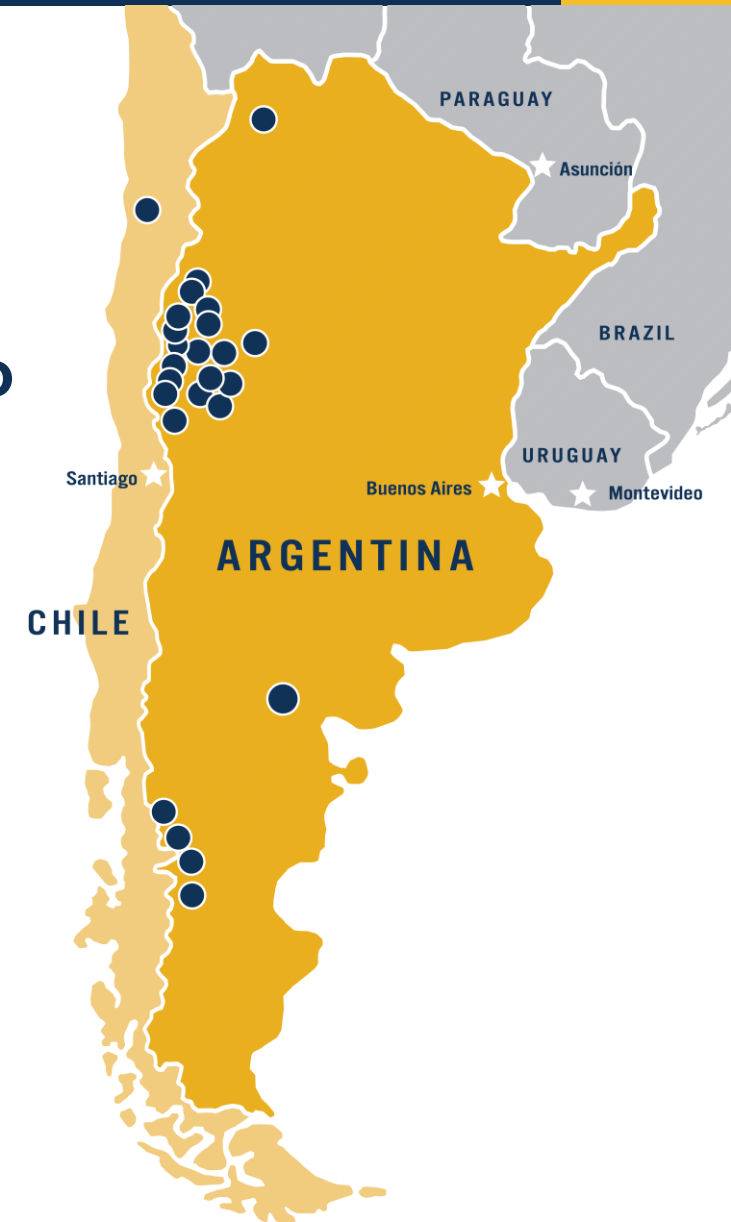 PARAGUAY
Asunción
BRAZIL
URUGUAY
Santiago
Buenos Aires
Montevideo
ARGENTINA
CHILE